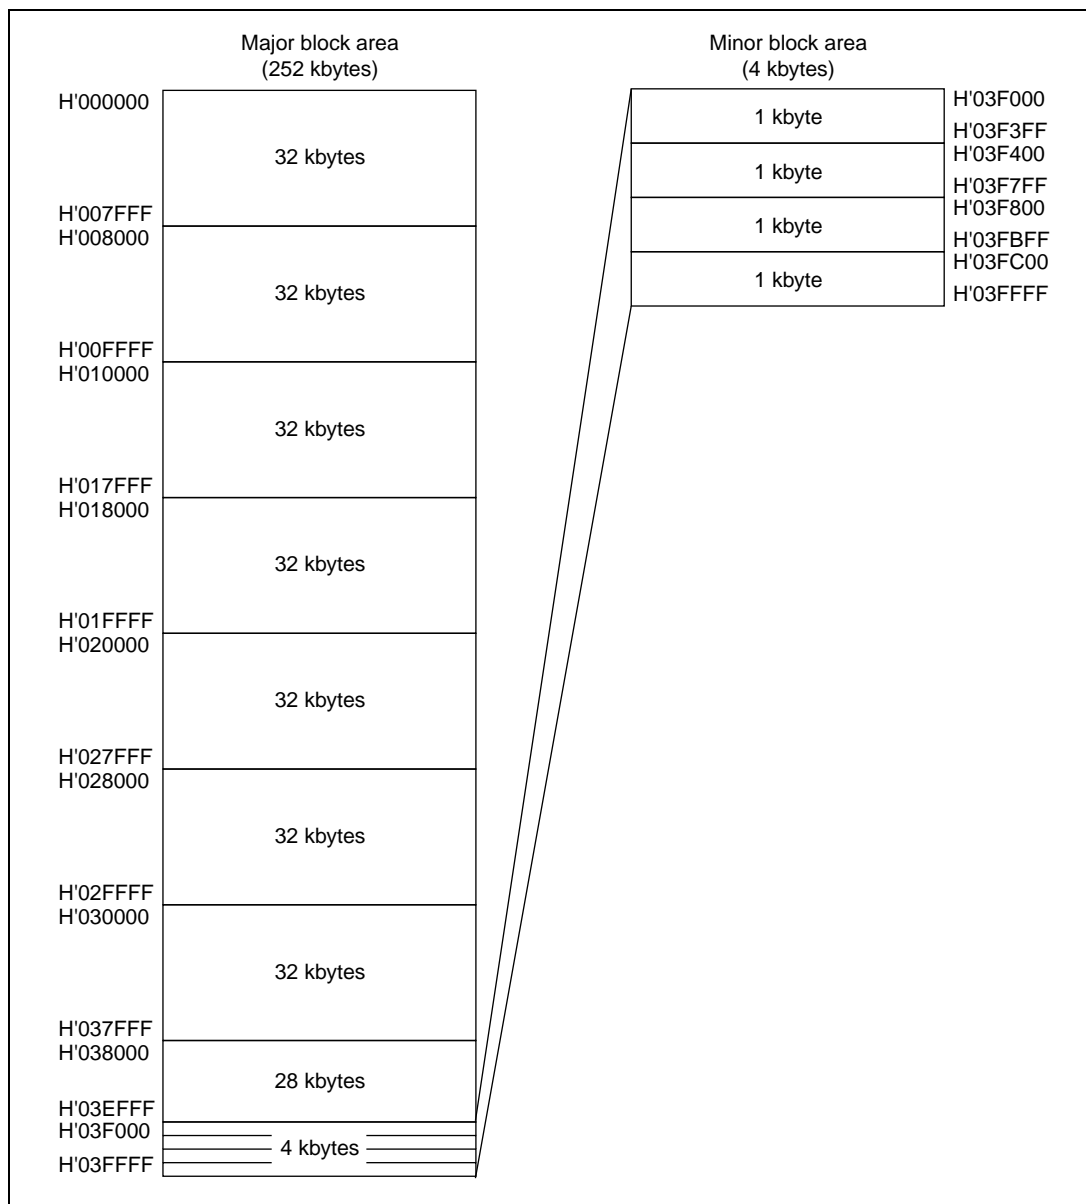 Major block area
(252 kbytes)
H'000000
32 kbytes
H'007FFF
H'008000
32 kbytes
H'00FFFF
H'010000
32 kbytes
H'017FFF
H'018000
32 kbytes
H'01FFFF
H'020000
32 kbytes
H'027FFF
H'028000
32 kbytes
H'02FFFF
H'030000
32 kbytes
H'037FFF
H'038000
28 kbytes
H'03EFFF
H'03F000
4 kbytes
H'03FFFF
Minor block area
(4 kbytes)
H'03F000
1 kbyte
H'03F3FF
H'03F400
1 kbyte
H'03F7FF
H'03F800
1 kbyte
H'03FBFF
H'03FC00
1 kbyte
H'03FFFF